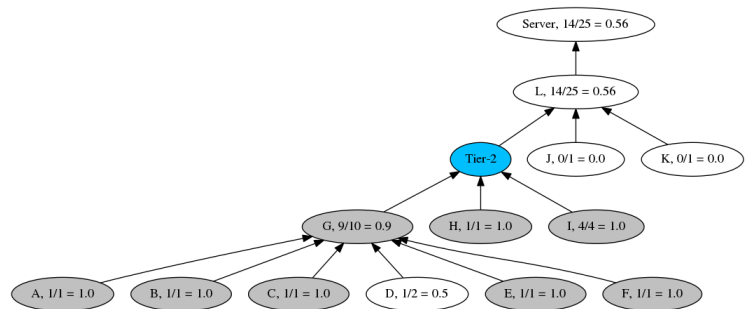 Server, 14/25 = 0.56
L, 14/25 = 0.56
Tier-2
J, 0/1 = 0.0
K, 0/1 = 0.0
G, 9/10 = 0.9
H, 1/1 = 1.0
I, 4/4 = 1.0
A, 1/1 = 1.0
B, 1/1 = 1.0
C, 1/1 = 1.0
D, 1/2 = 0.5
E, 1/1 = 1.0
F, 1/1 = 1.0